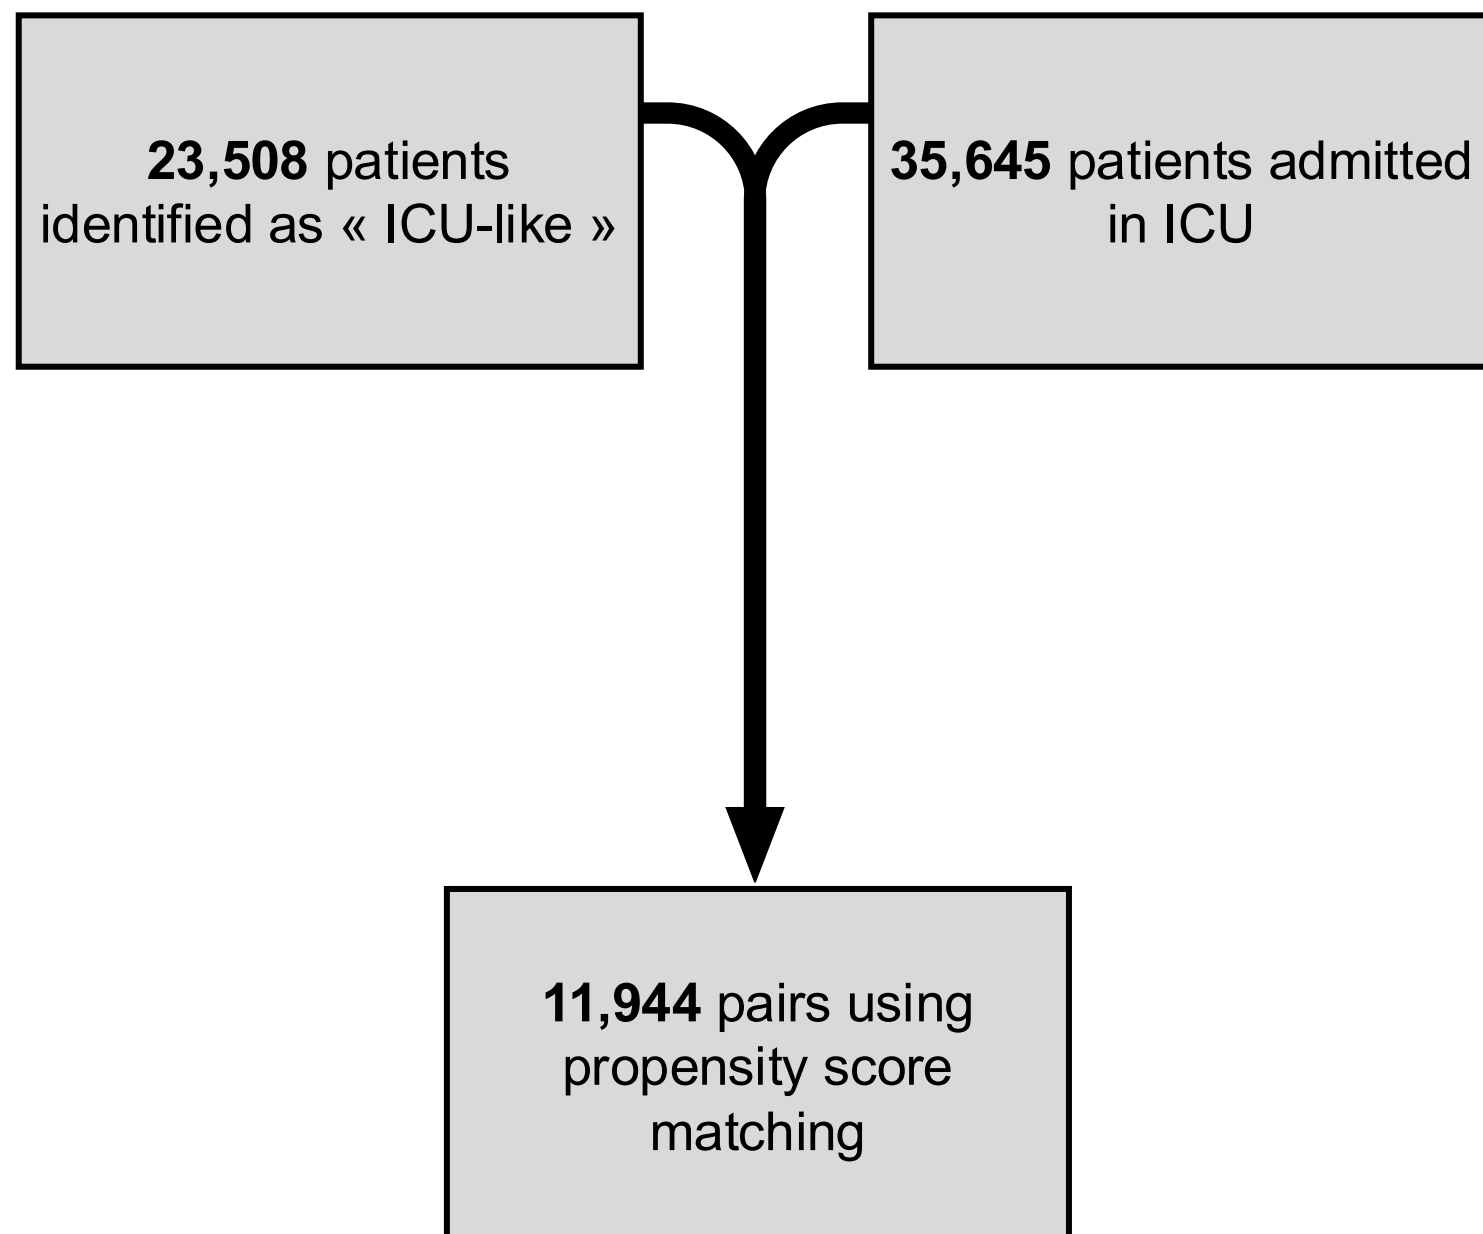 23,508 patients
identified as « ICU-like »
35,645 patients admitted
in ICU
11,944 pairs using
propensity score
matching